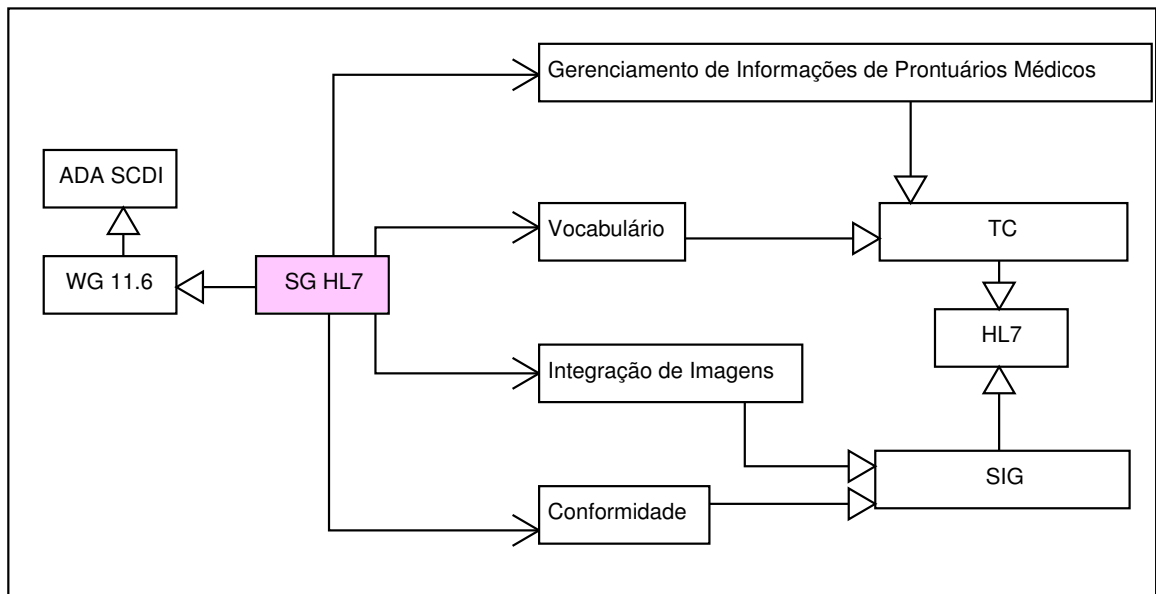 Gerenciamento de Informações de Prontuários Médicos
ADA SCDI
Vocabulário
TC
WG 11.6
SG HL7
HL7
Integração de Imagens
SIG
Conformidade